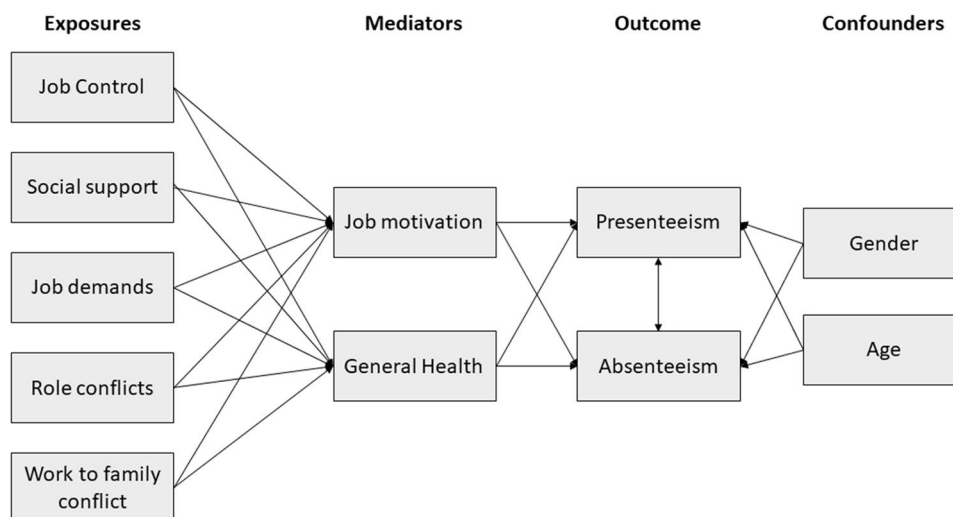 Exposures
Mediators
Outcome
Confounders
Job Control
Social support
Job demands
Role conflicts
Work to family
conflict
Job motivation
General Health
Presenteeism
Absenteeism
Gender
Age